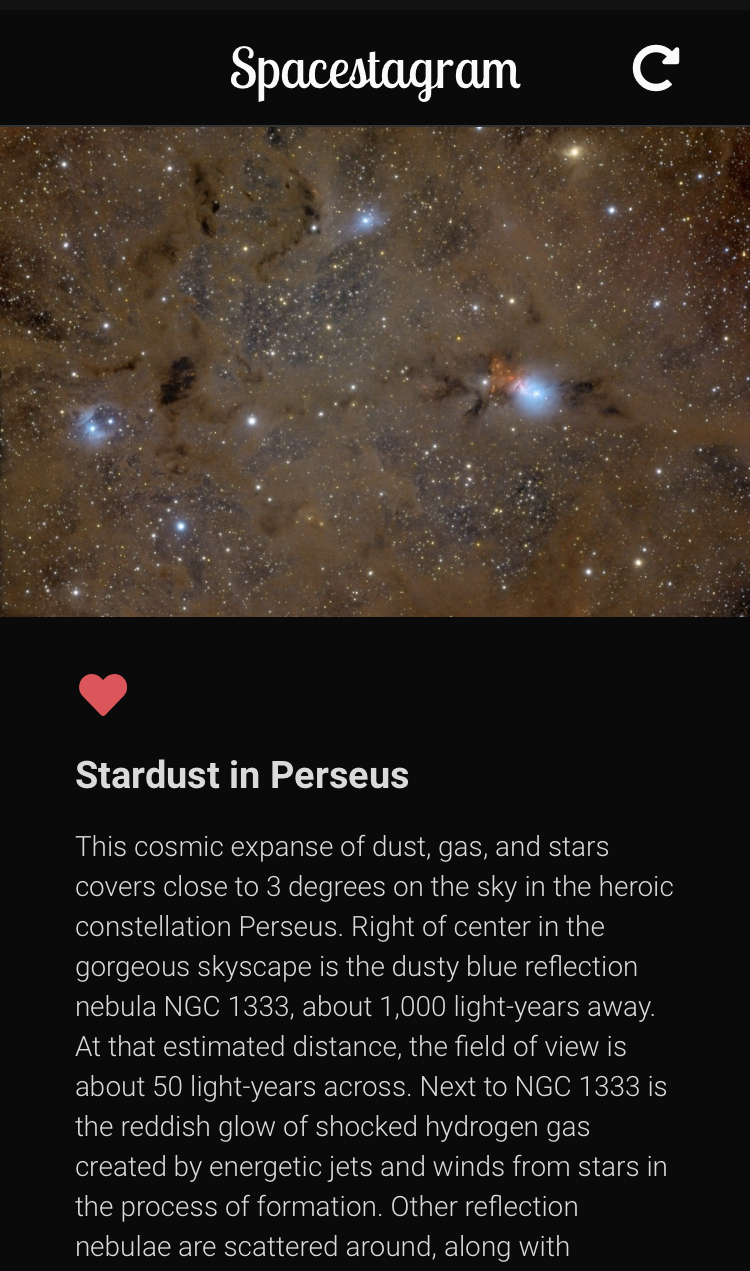 Spacestagram
Stardust in Perseus
This cosmic expanse of dust, gas, and stars
covers close to 3 degrees on the sky in the heroic
constellation Perseus. Right of center in the
gorgeous skyscape is the dusty blue reflection
nebula NGC 1333, about 1,000 light-years away.
At that estimated distance, the field of view is
about 50 light-years across. Next to NGC 1333 is
the reddish glow of shocked hydrogen gas
created by energetic jets and winds from stars in
the process of formation. Other reflection
nebulae are scattered around, along with